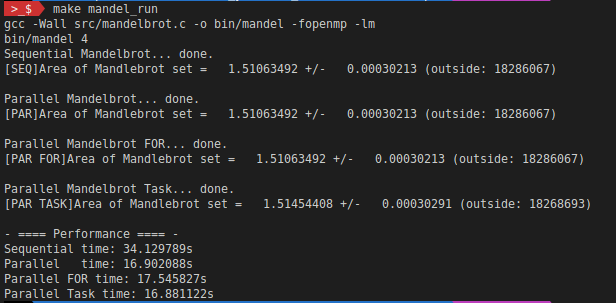 >_$ make mandel_run
gcc -Wall src/mandelbrot.c -o bin/mandel -fopenmp -lm
bin/mandel 4
Sequential Mandelbrot... done.
[SEQ]Area of Mandlebrot set =   1.51063492 +/-   0.00030213 (outside: 18286067)

Parallel Mandelbrot... done.
[PAR]Area of Mandlebrot set =   1.51063492 +/-   0.00030213 (outside: 18286067)

Parallel Mandelbrot FOR... done.
[PAR FOR]Area of Mandlebrot set =   1.51063492 +/-   0.00030213 (outside: 18286067)

Parallel Mandelbrot Task... done.
[PAR TASK]Area of Mandlebrot set =   1.51454408 +/-   0.00030291 (outside: 18268693)

- ==== Performance ==== -
Sequential time: 34.129789s
Parallel   time: 16.902088s
Parallel FOR time: 17.545827s
Parallel Task time: 16.881122s